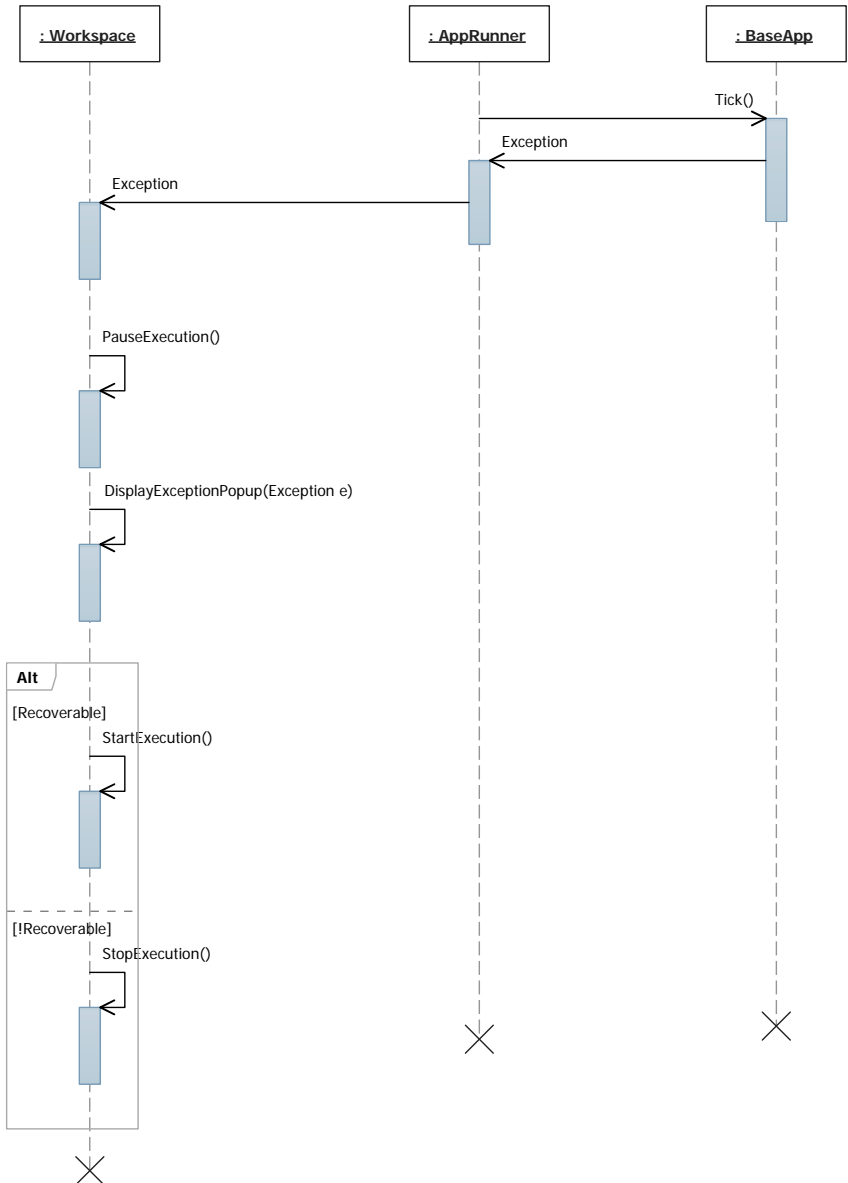 : Workspace
: AppRunner
: BaseApp
Tick()
Exception
Exception
PauseExecution()
DisplayExceptionPopup(Exception e)
Alt
[Recoverable]
StartExecution()
[!Recoverable]
StopExecution()